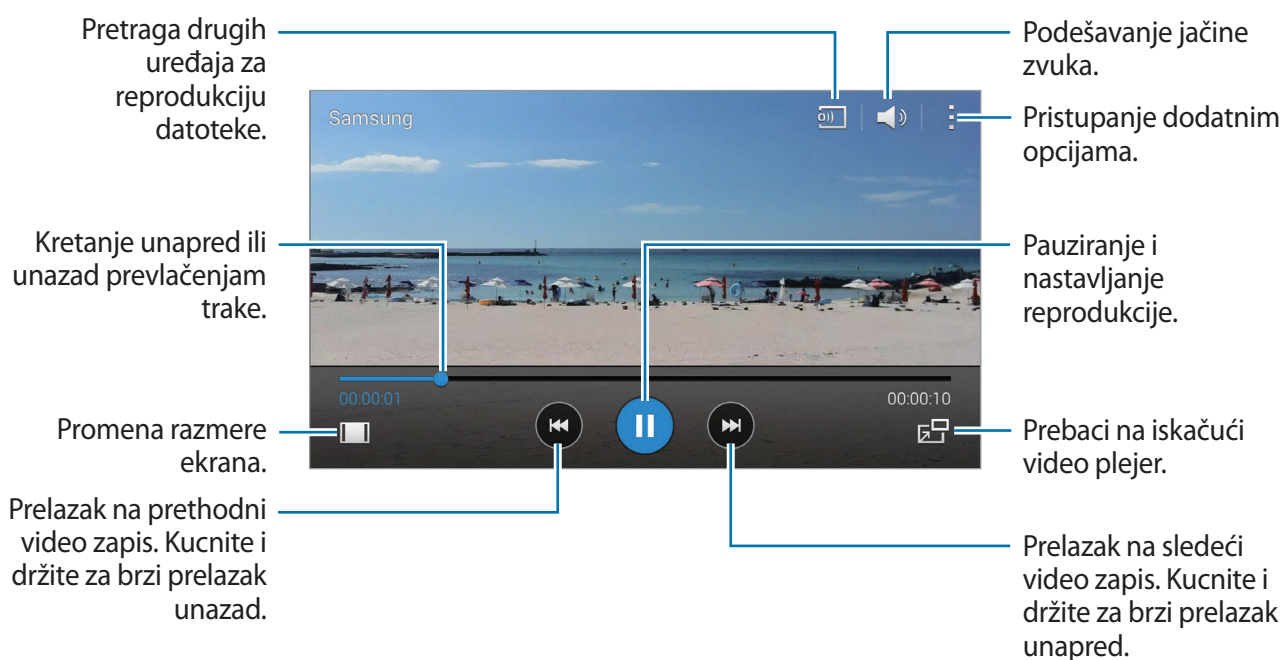 Pretraga drugih
uređaja za
reprodukciju
datoteke.
Podešavanje jačine
zvuka.
Samsung
Pristupanje dodatnim
opcijama.
Kretanje unapred ili
unazad prevlačenjam
trake.
Pauziranje i
nastavljanje
reprodukcije.
00:00:01
00:00:10
Promena razmere
ekrana.
Prebaci na iskačući
video plejer.
Prelazak na prethodni
video zapis. Kucnite i
držite za brzi prelazak
unazad.
Prelazak na sledeći
video zapis. Kucnite i
držite za brzi prelazak
unapred.